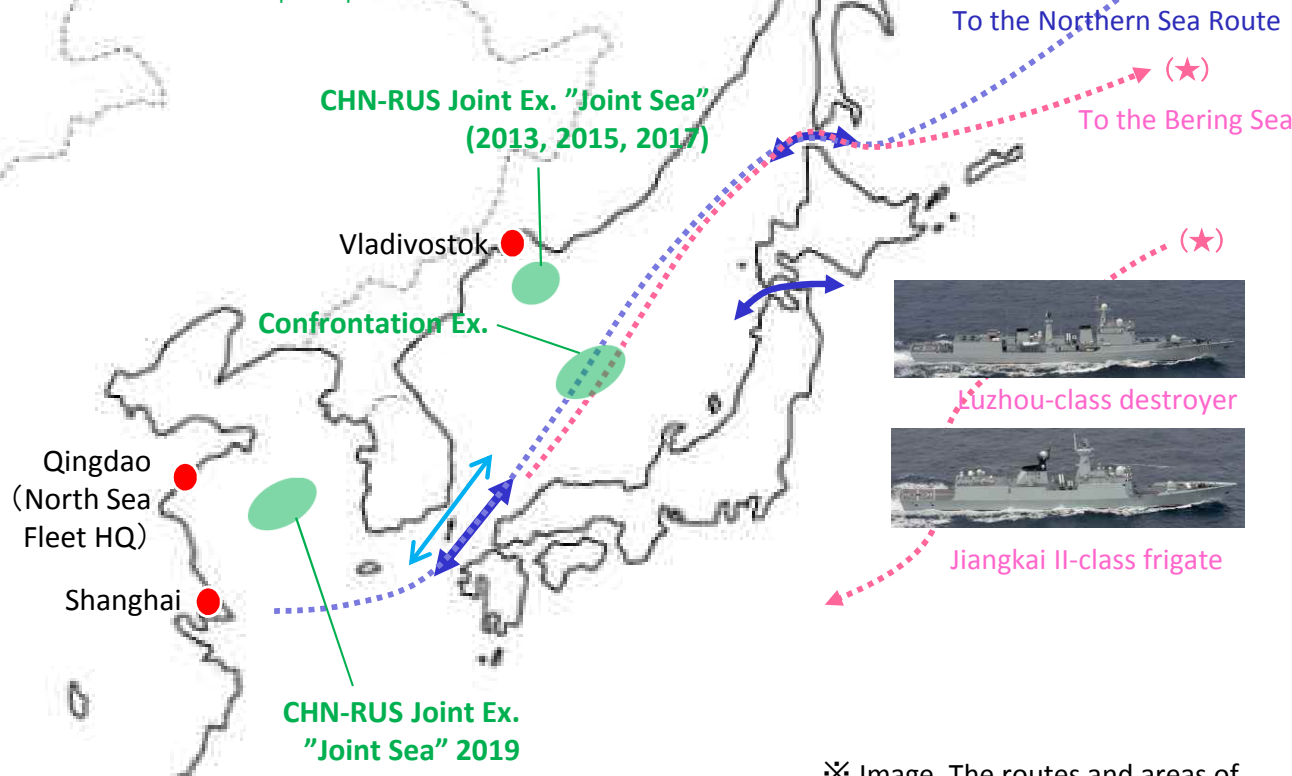 To the Northern Sea Route
(★)
To the Bering Sea
CHN-RUS Joint Ex. ”Joint Sea”
(2013, 2015, 2017)
Vladivostok
(★)
Confrontation Ex.
Luzhou-class destroyer
Qingdao
（North Sea
Fleet HQ）
Jiangkai II-class frigate
Shanghai
CHN-RUS Joint Ex.
”Joint Sea” 2019
※ Image. The routes and areas of